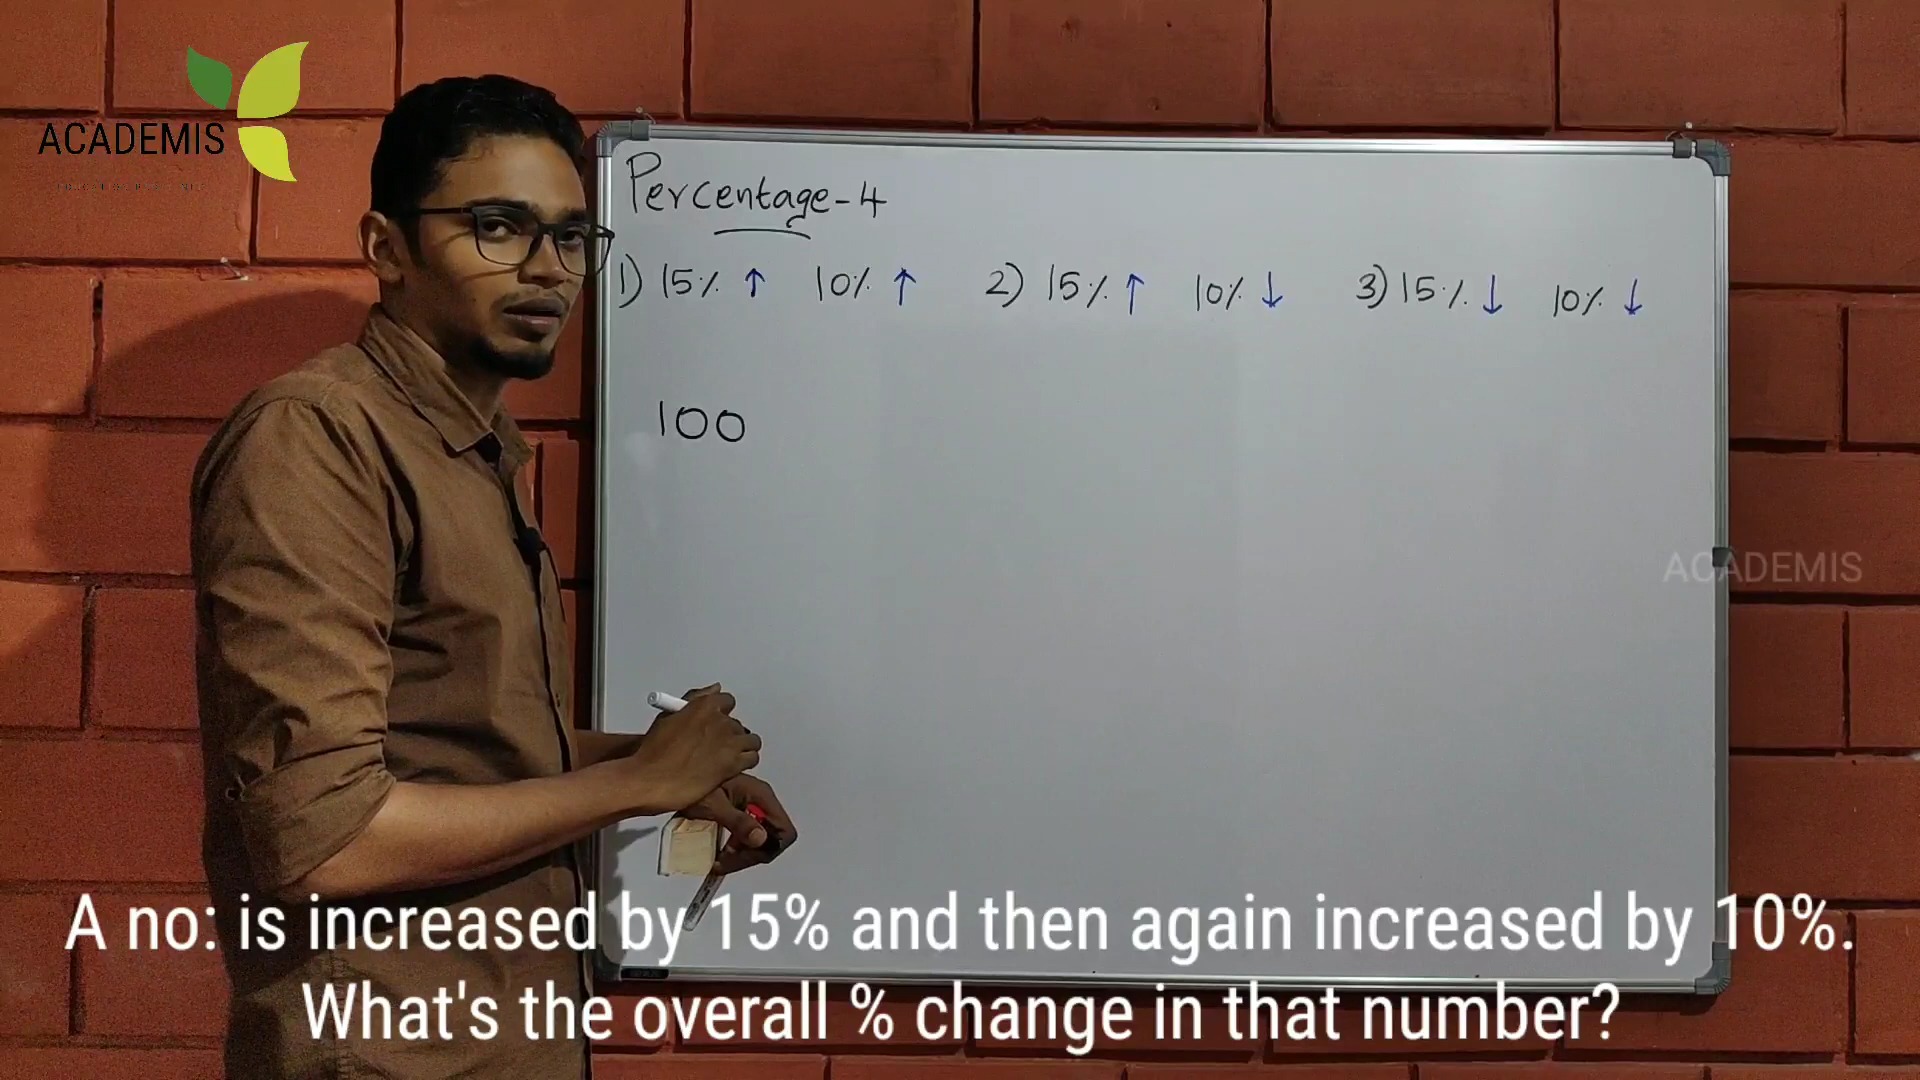 ACADEMIS
Percentage-4
1) 15% ↑ 10% ↑ 2) 15% ↑ 10% ↓ 3) 15% ↓ 10% ↓
100
ACADEMIS
A no: is increased by 15% and then again increased by 10%.
What's the overall % change in that number?